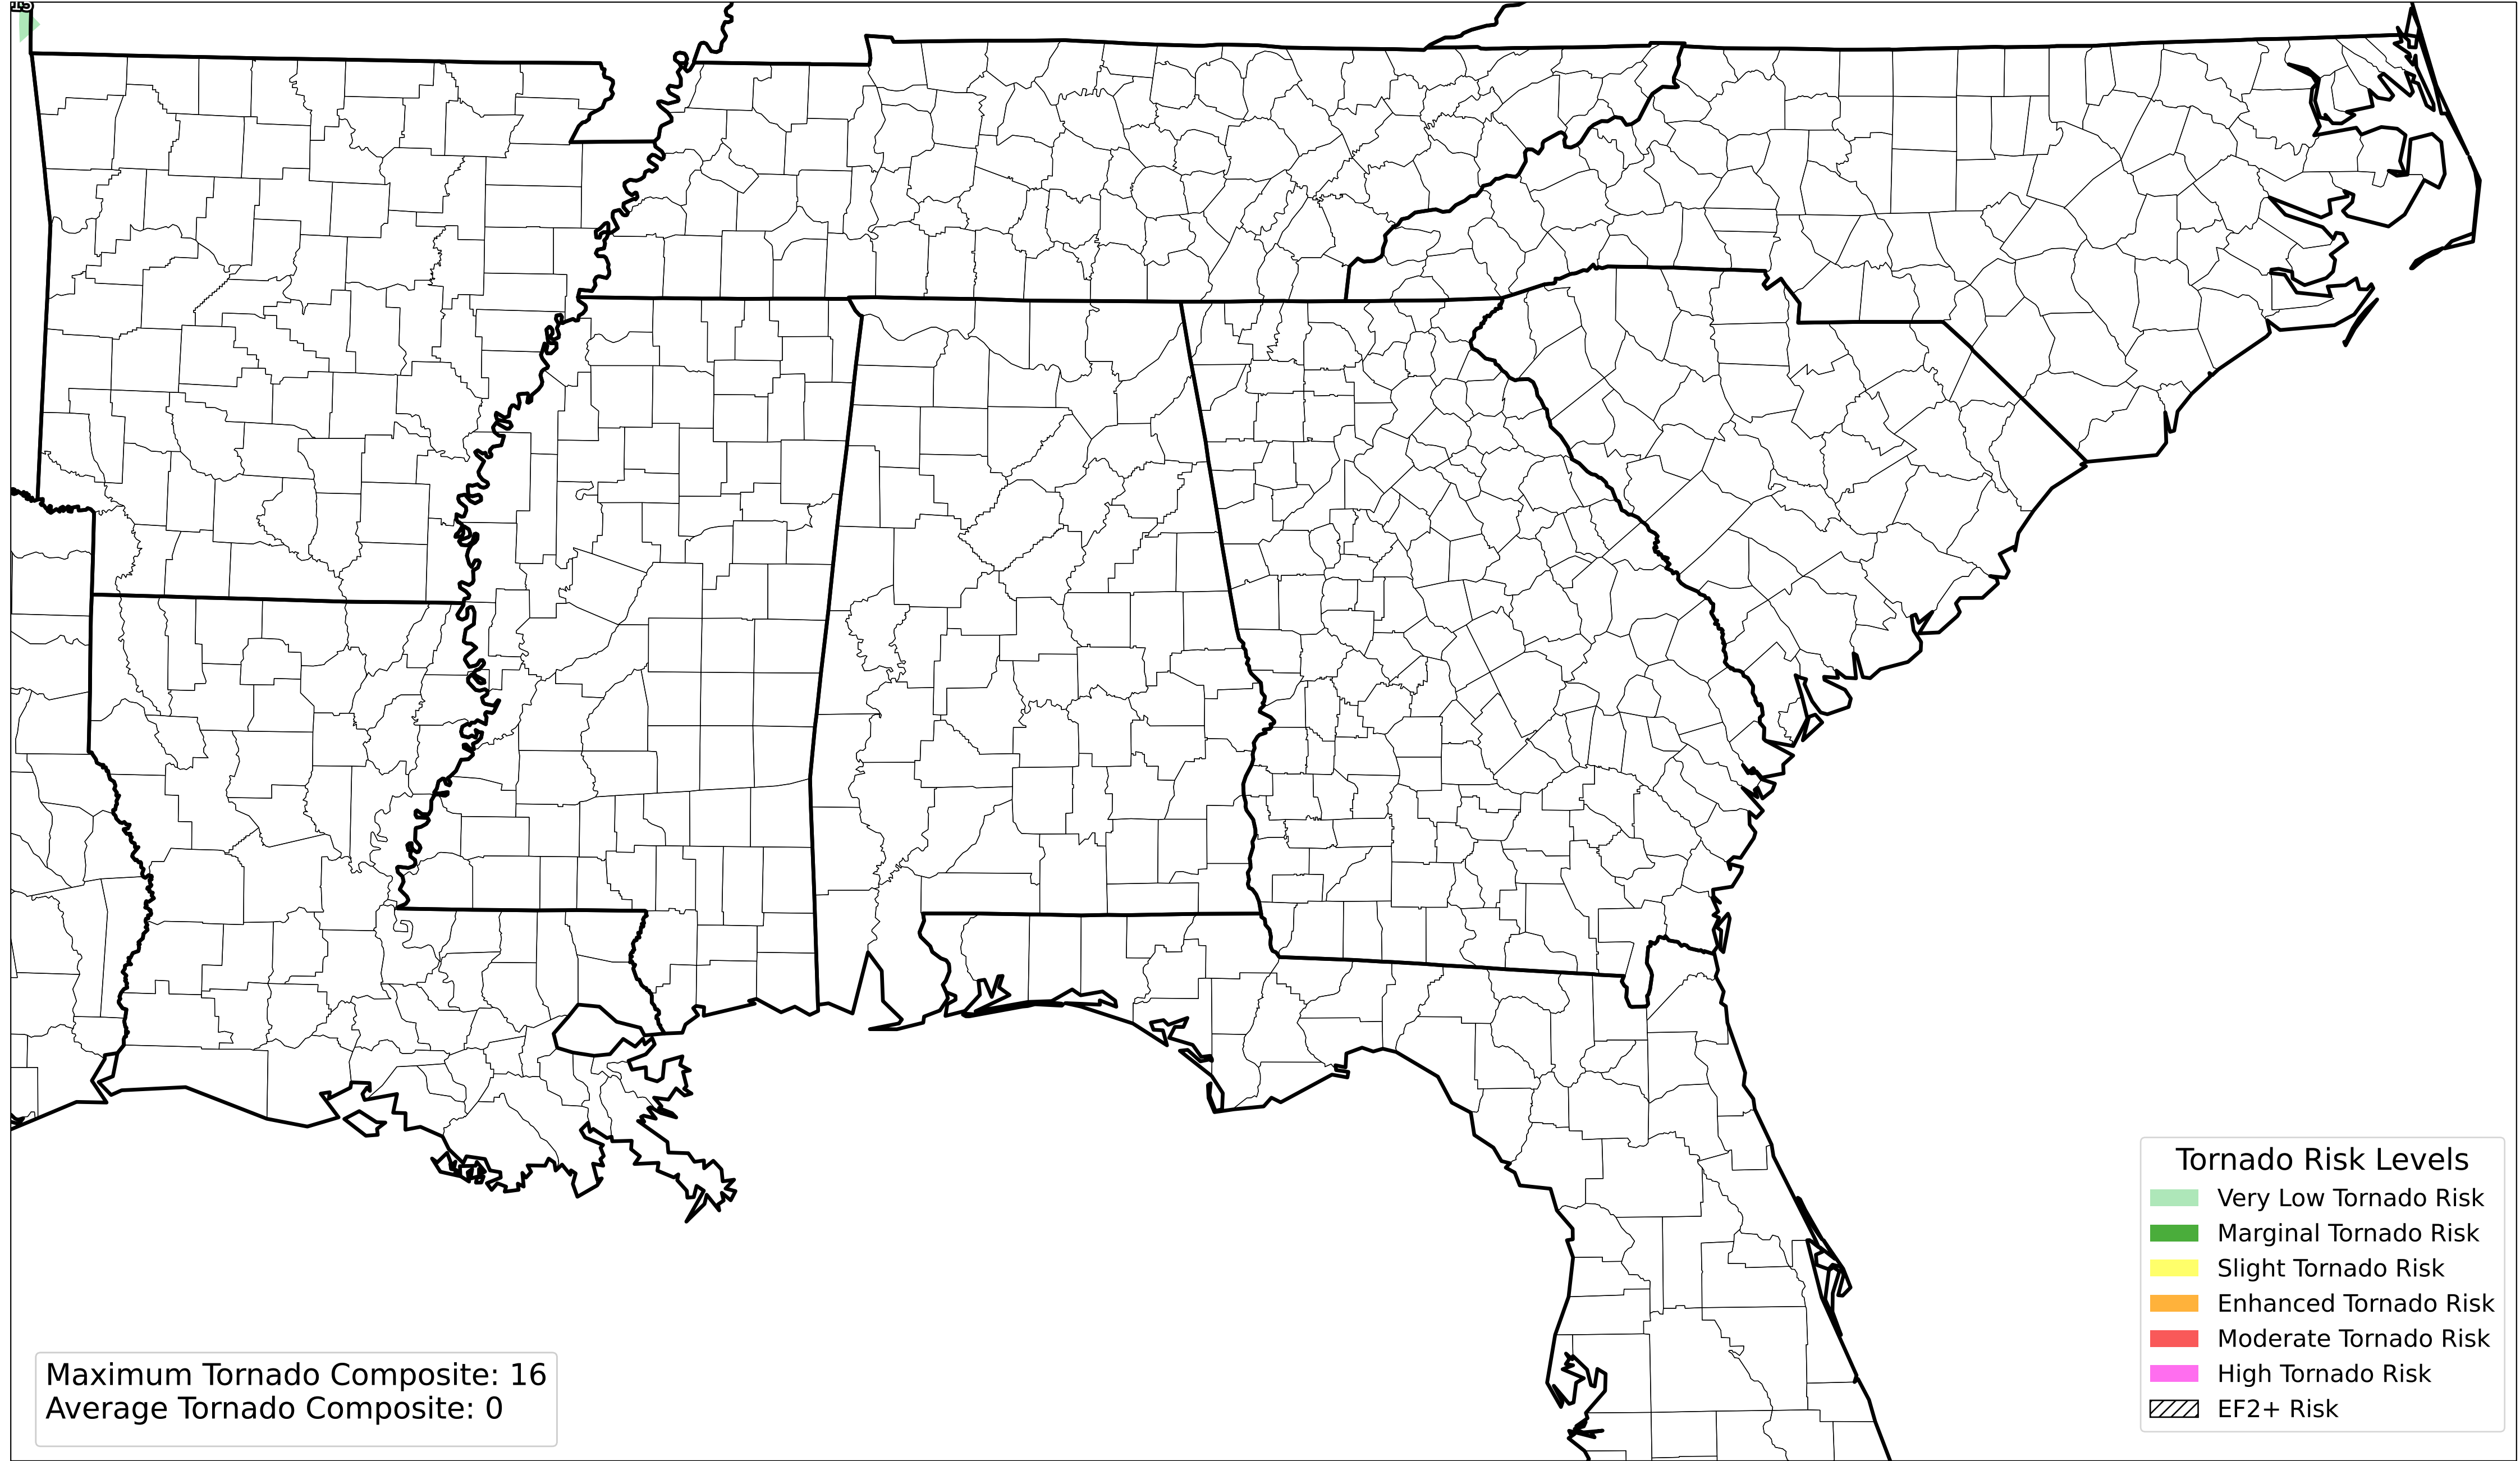 16
Tornado Risk Levels
Very Low Tornado Risk
Marginal Tornado Risk
Slight Tornado Risk
Enhanced Tornado Risk
Moderate Tornado Risk
High Tornado Risk
EF2+ Risk
Maximum Tornado Composite: 16
Average Tornado Composite: 0